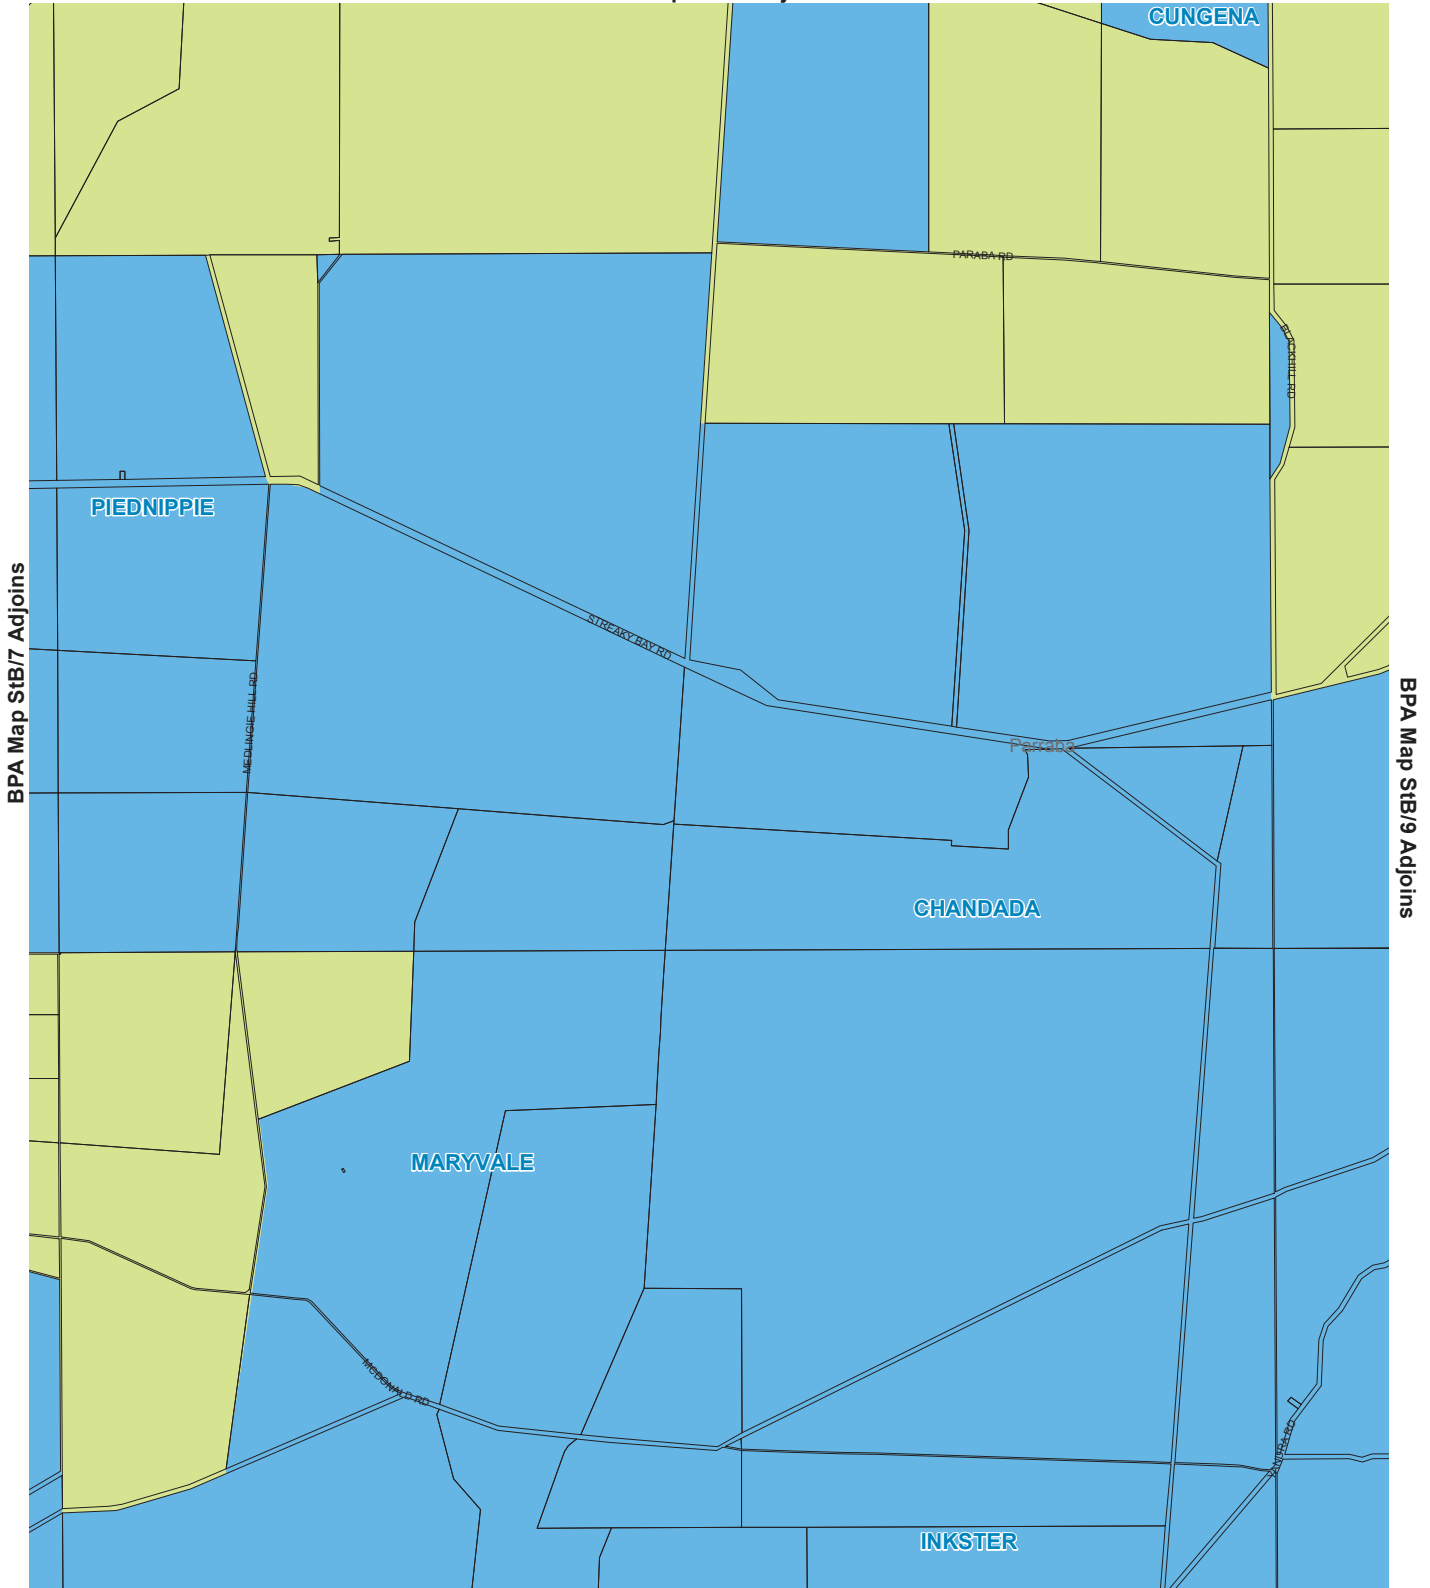 CUNGENA
PARABA RD
BLACKHILL RD
PIEDNIPPIE
BPA Map StB/7 Adjoins
STREAKY BAY RD
MEDLINGIE HILL RD
BPA Map StB/9 Adjoins
Parraba
CHANDADA
MARYVALE
MCDONALD RD
INKSTER